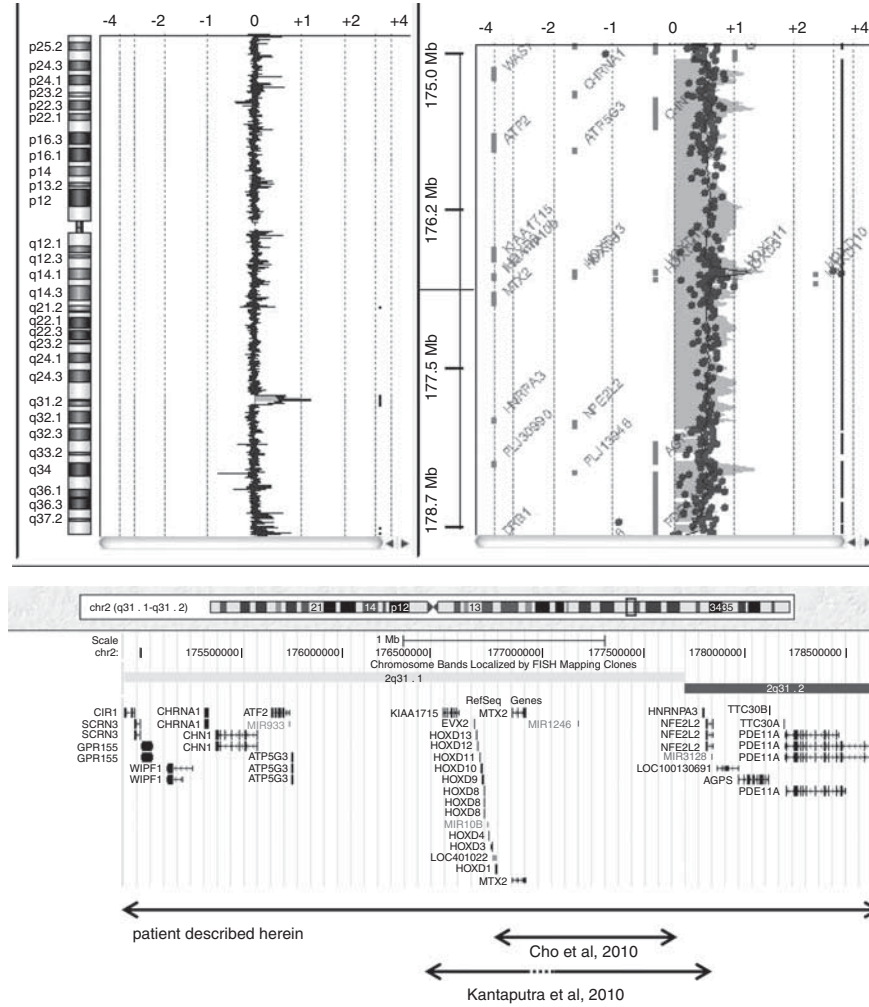 -4 -2 -1 0 +1 +2 +4
p25.2
p24.3
p24.1
p23.2
p22.3
p22.1
p16.3
p16.1
p14
p13.2
p12
q12.1
q12.3
q14.1
q14.3
q21.2
q22.1
q22.3
q23.2
q24.1
q24.3
q31.2
q32.1
q32.3
q33.2
q34
q36.1
q36.3
q37.2
-4 -2 -1 0 +1 +2 +4
175.0 Mb
176.2 Mb
177.5 Mb
178.7 Mb
CHRNA1
ATP2 ATP5G3
KIAA1715
MTX2
HNRPA3
chr2 (q31 . 1-q31 . 2) 21 14 p12 13 3435
Scale 1 Mb
chr2: 175500000 176000000 176500000 177000000 177500000 178000000 178500000
Chromosome Bands Localized by FISH Mapping Clones
2q31 . 1
2q31 . 2
RefSeq Genes
CIR1 CHRNA1 ATF2 KIAA1715 MTX2 HNRNPA3 TTC30B
SCRN3 CHRNA1 MIR933 EVX2 MIR1246 NFE2L2 TTC30A
SCRN3 CHN1 HOXD13 NFE2L2 PDE11A
GPR155 CHN1 HOXD12 NFE2L2 PDE11A
GPR155 ATP5G3 HOXD11 MIR3128 PDE11A
WIPF1 ATP5G3 HOXD10 LOC100130691
WIPF1 ATP5G3 HOXD9 AGPS
HOXD8 PDE11A
HOXD8
HOXD8
MIR10B
HOXD4
HOXD3
LOC401022
HOXD1
MTX2
patient described herein
Cho et al, 2010
Kantaputra et al, 2010